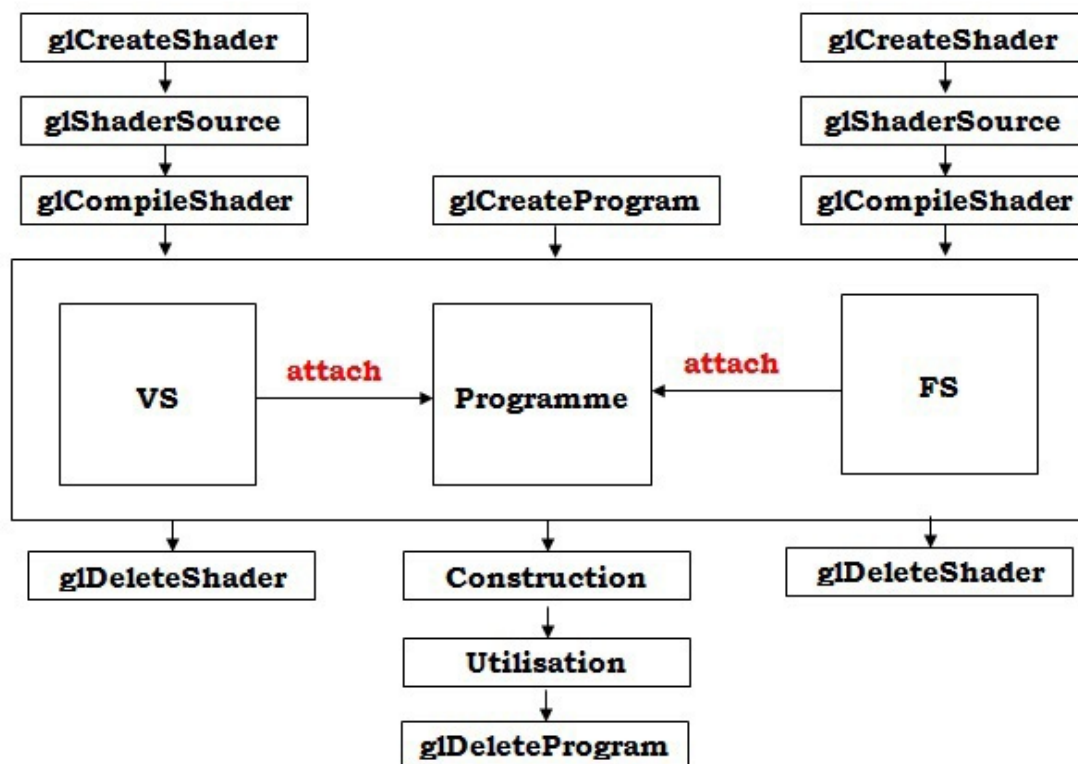 glCreateShader
glCreateShader
glShaderSource
glShaderSource
glCompileShader
glCreateProgram
glCompileShader
VS
attach
Programme
attach
FS
glDeleteShader
Construction
glDeleteShader
Utilisation
glDeleteProgram